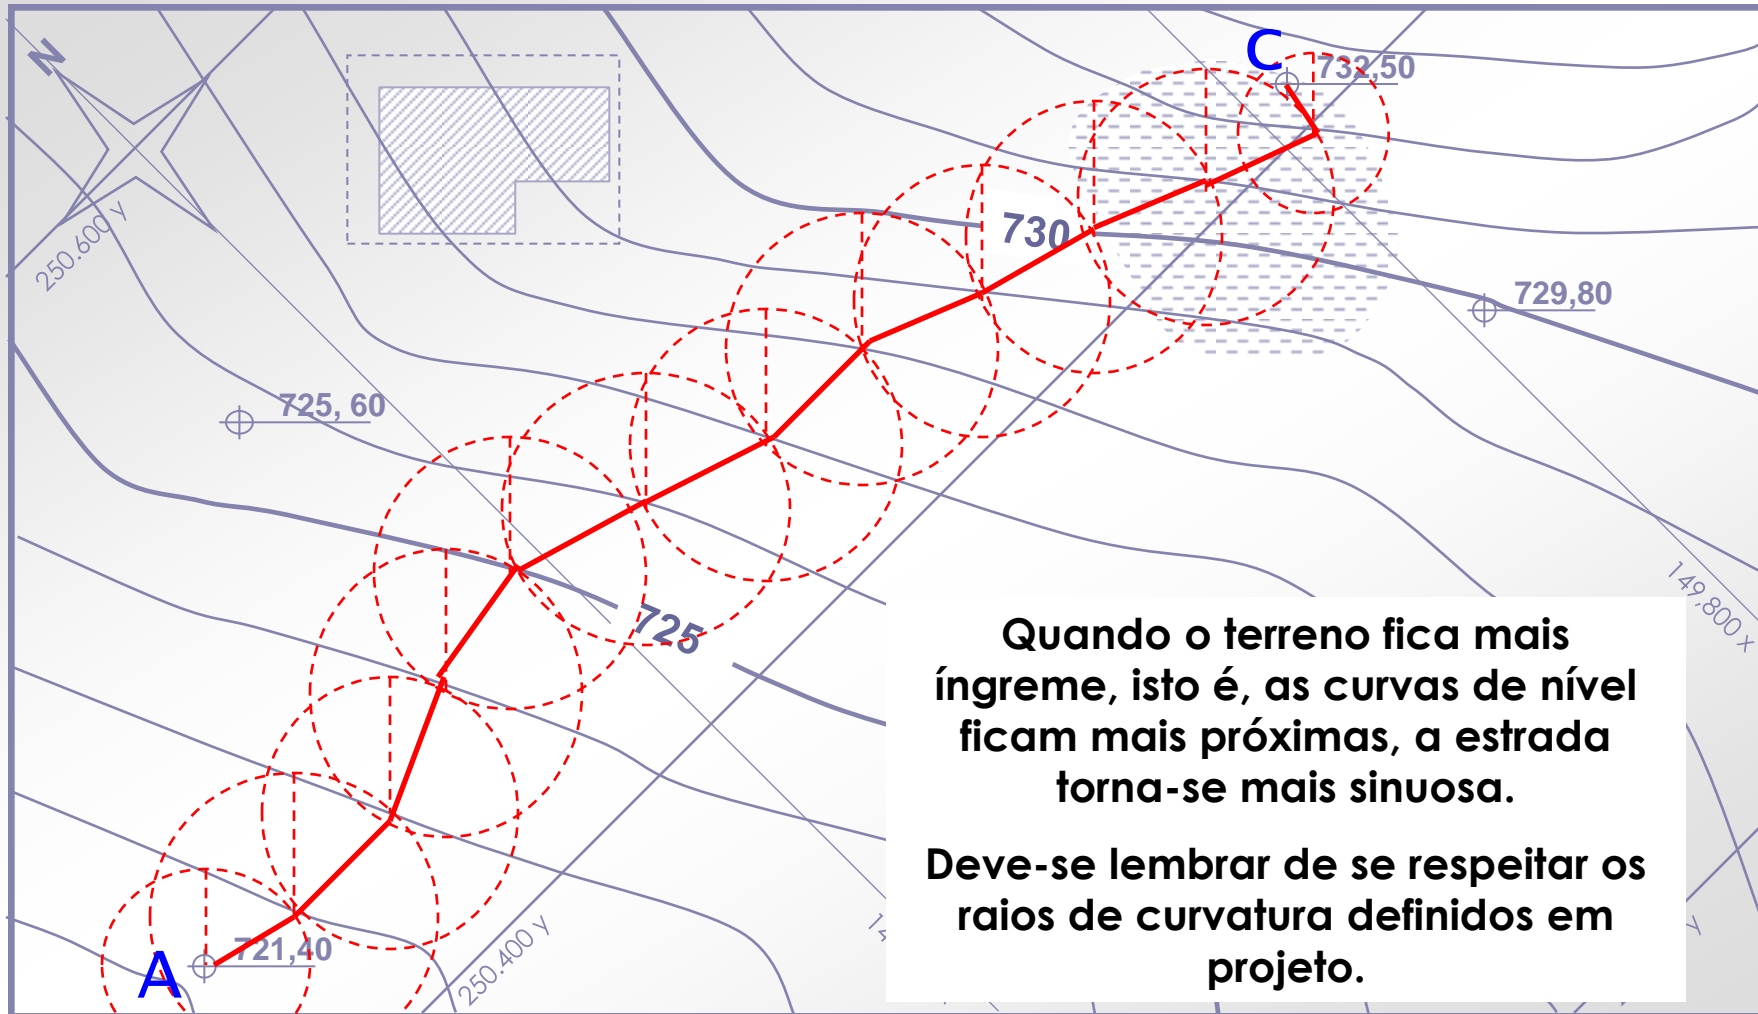 N
C
732,50
250.600 y
730
729,80
725, 60
725
149,800 x
Quando o terreno fica mais
íngreme, isto é, as curvas de nível
ficam mais próximas, a estrada
torna-se mais sinuosa.
Deve-se lembrar de se respeitar os
raios de curvatura definidos em
projeto.
721,40
A
250.400 y